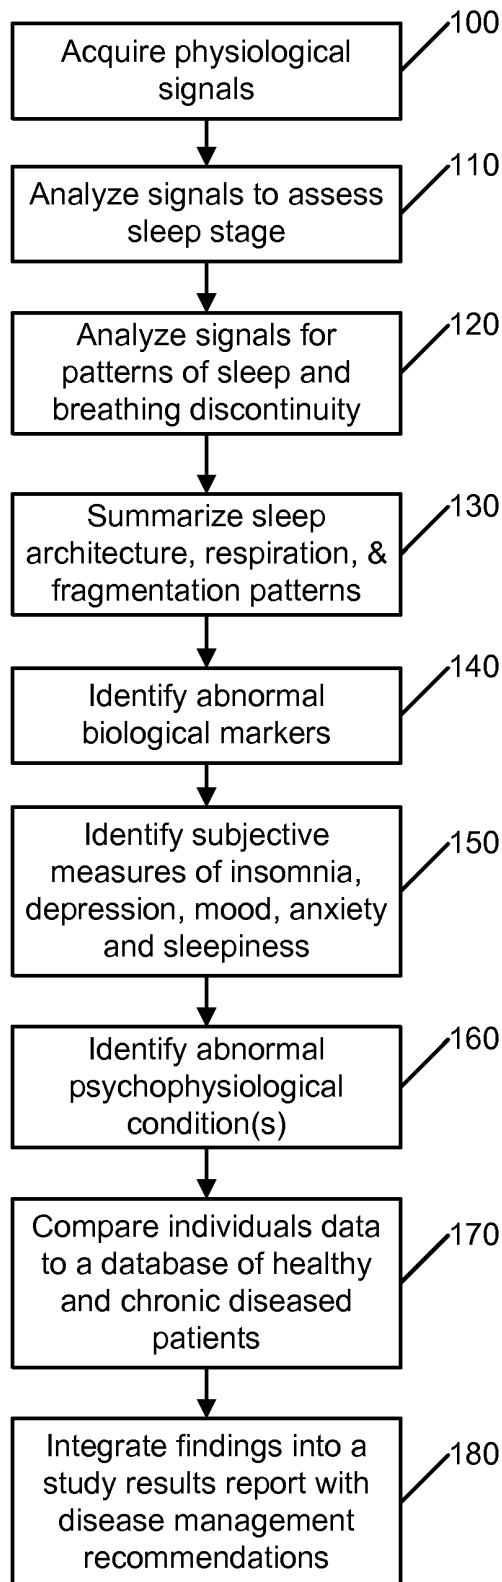 100
Acquire physiological
signals
110
Analyze signals to assess
sleep stage
120
Analyze signals for
patterns of sleep and
breathing discontinuity
130
Summarize sleep
architecture, respiration, &
fragmentation patterns
140
Identify abnormal
biological markers
150
Identify subjective
measures of insomnia,
depression, mood, anxiety
and sleepiness
160
Identify abnormal
psychophysiological
condition(s)
170
Compare individuals data
to a database of healthy
and chronic diseased
patients
180
Integrate findings into a
study results report with
disease management
recommendations